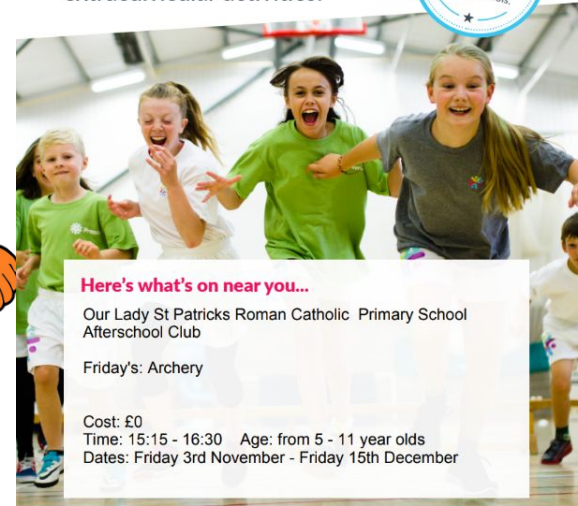 Here's what's on near you...
Our Lady St Patricks Roman Catholic Primary School
Afterschool Club
Friday's: Archery
Cost: £0
Time: 15:15 - 16:30 Age: from 5 - 11 year olds
Dates: Friday 3rd November - Friday 15th December